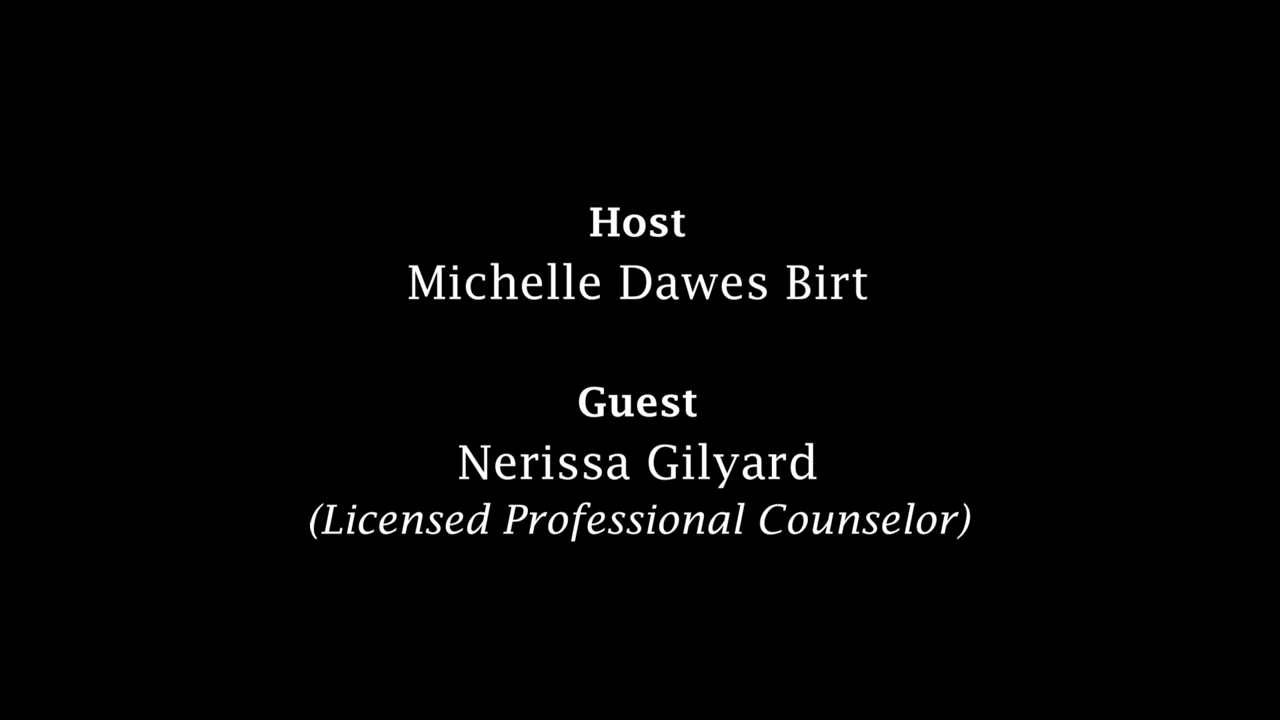 Host
Michelle Dawes Birt
Guest
Nerissa Gilyard
(Licensed Professional Counselor)